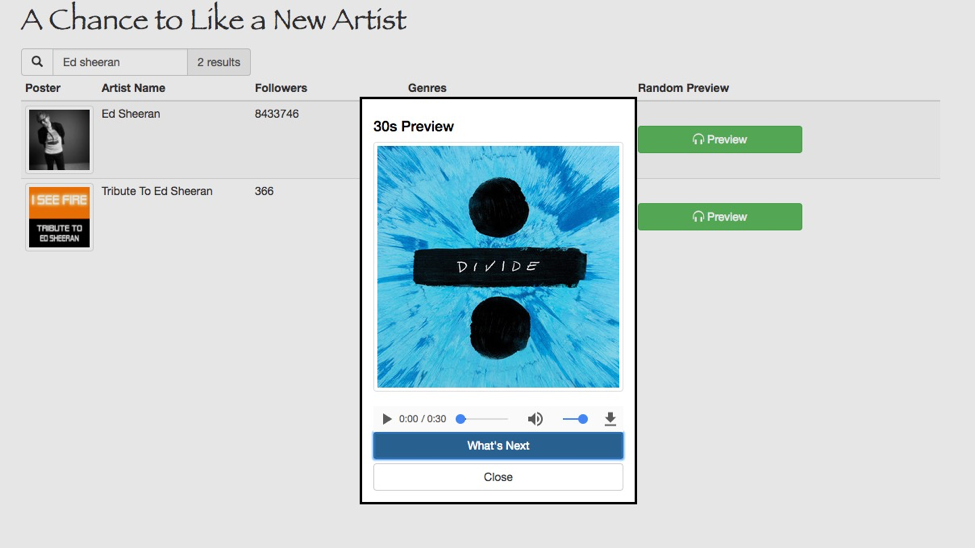 A Chance to Like a New Artist
Ed sheeran 2 results
Poster Artist Name Followers Genres Random Preview
Ed Sheeran 8433746 Preview
I SEE FIRE
TRIBUTE TO
ED SHEERAN
Tribute To Ed Sheeran 366 Preview
30s Preview
DIVIDE
0:00 / 0:30
What's Next
Close